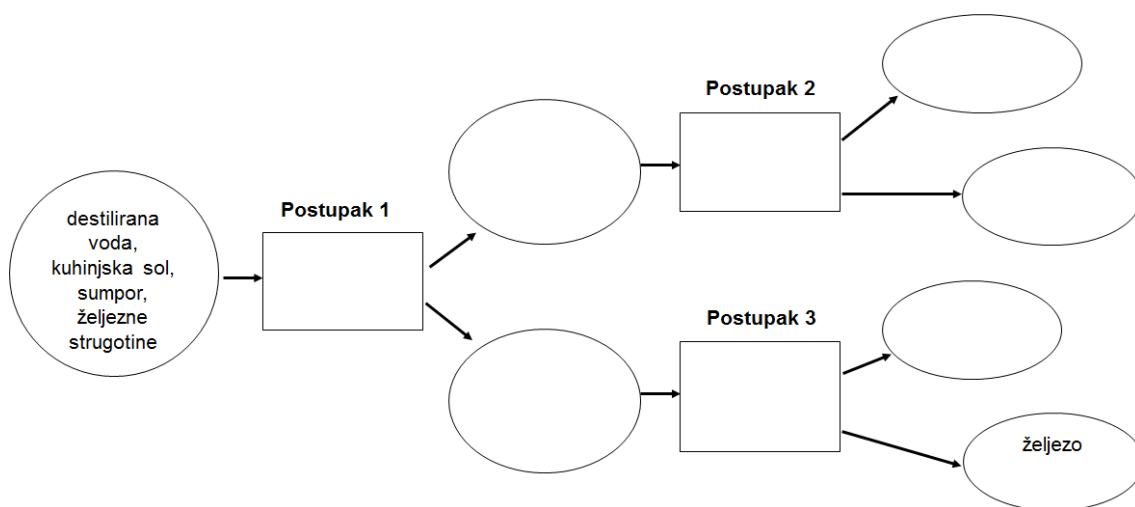 destilirana
voda,
kuhinjska sol,
sumpor,
željezne
strugotine
Postupak 1
Postupak 2
Postupak 3
željezo